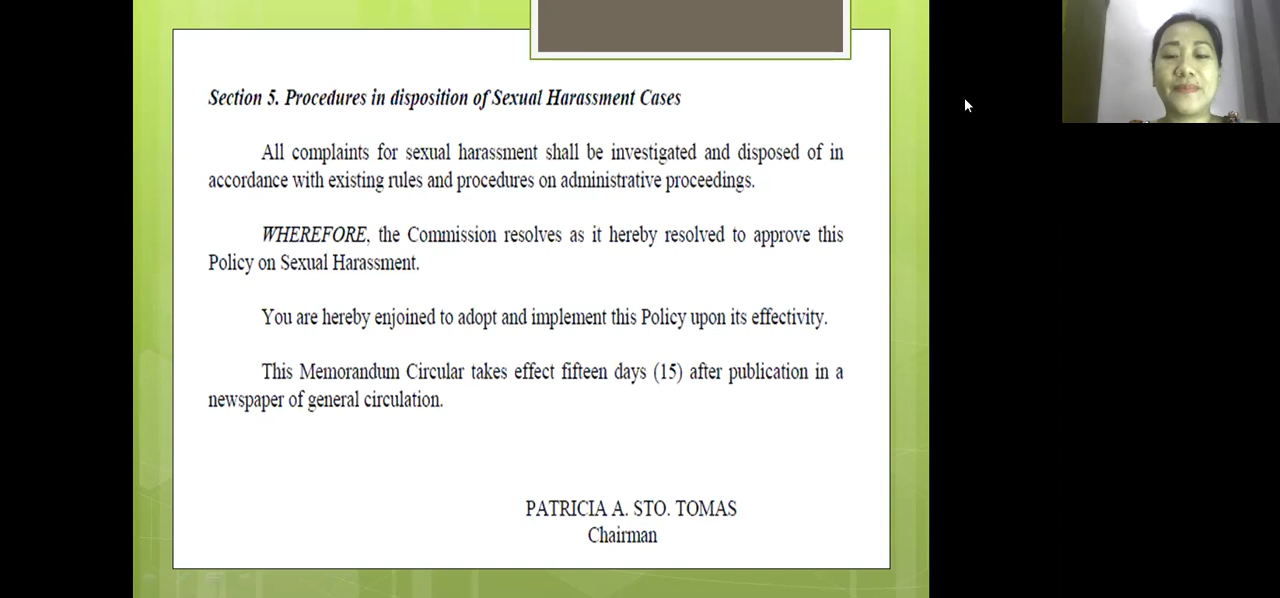 Section 5. Procedures in disposition of Sexual Harassment Cases
All complaints for sexual harassment shall be investigated and disposed of in
accordance with existing rules and procedures on administrative proceedings.
WHEREFORE, the Commission resolves as it hereby resolved to approve this
Policy on Sexual Harassment.
You are hereby enjoined to adopt and implement this Policy upon its effectivity.
This Memorandum Circular takes effect fifteen days (15) after publication in a
newspaper of general circulation.
PATRICIA A. STO. TOMAS
Chairman